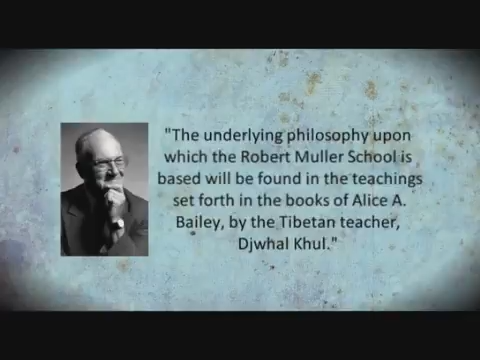 "The underlying philosophy upon
which the Robert Muller School is
based will be found in the teachings
set forth in the books of Alice A.
Bailey, by the Tibetan teacher,
Djwhal Khul."